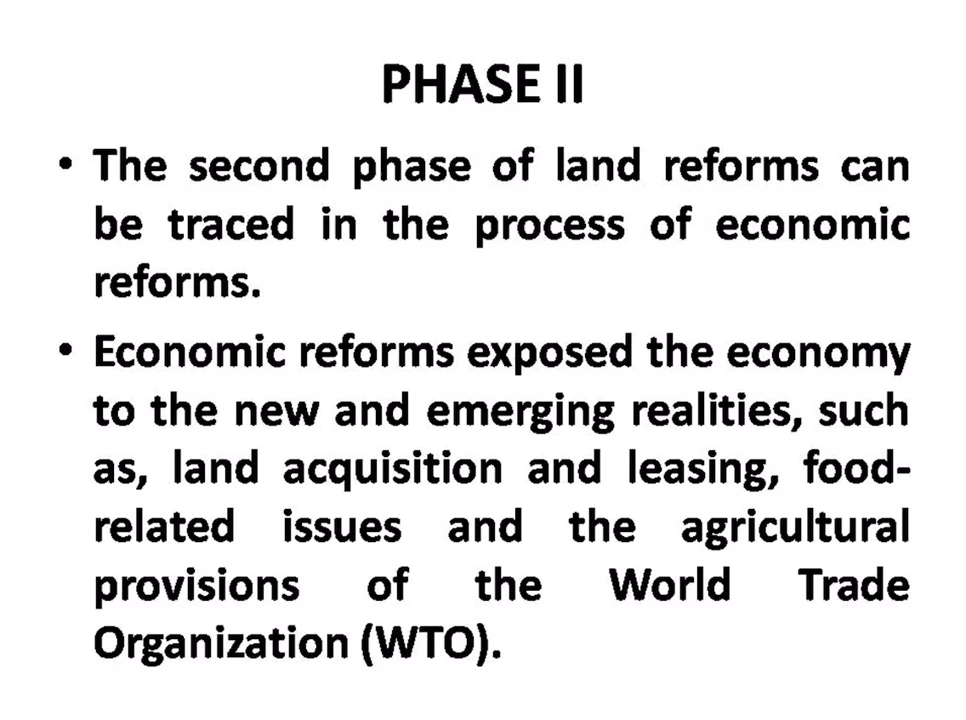 PHASE II
• The second phase of land reforms can
be traced in the process of economic
reforms.
• Economic reforms exposed the economy
to the new and emerging realities, such
as, land acquisition and leasing, food-
related issues and the agricultural
provisions of the World Trade
Organization (WTO).